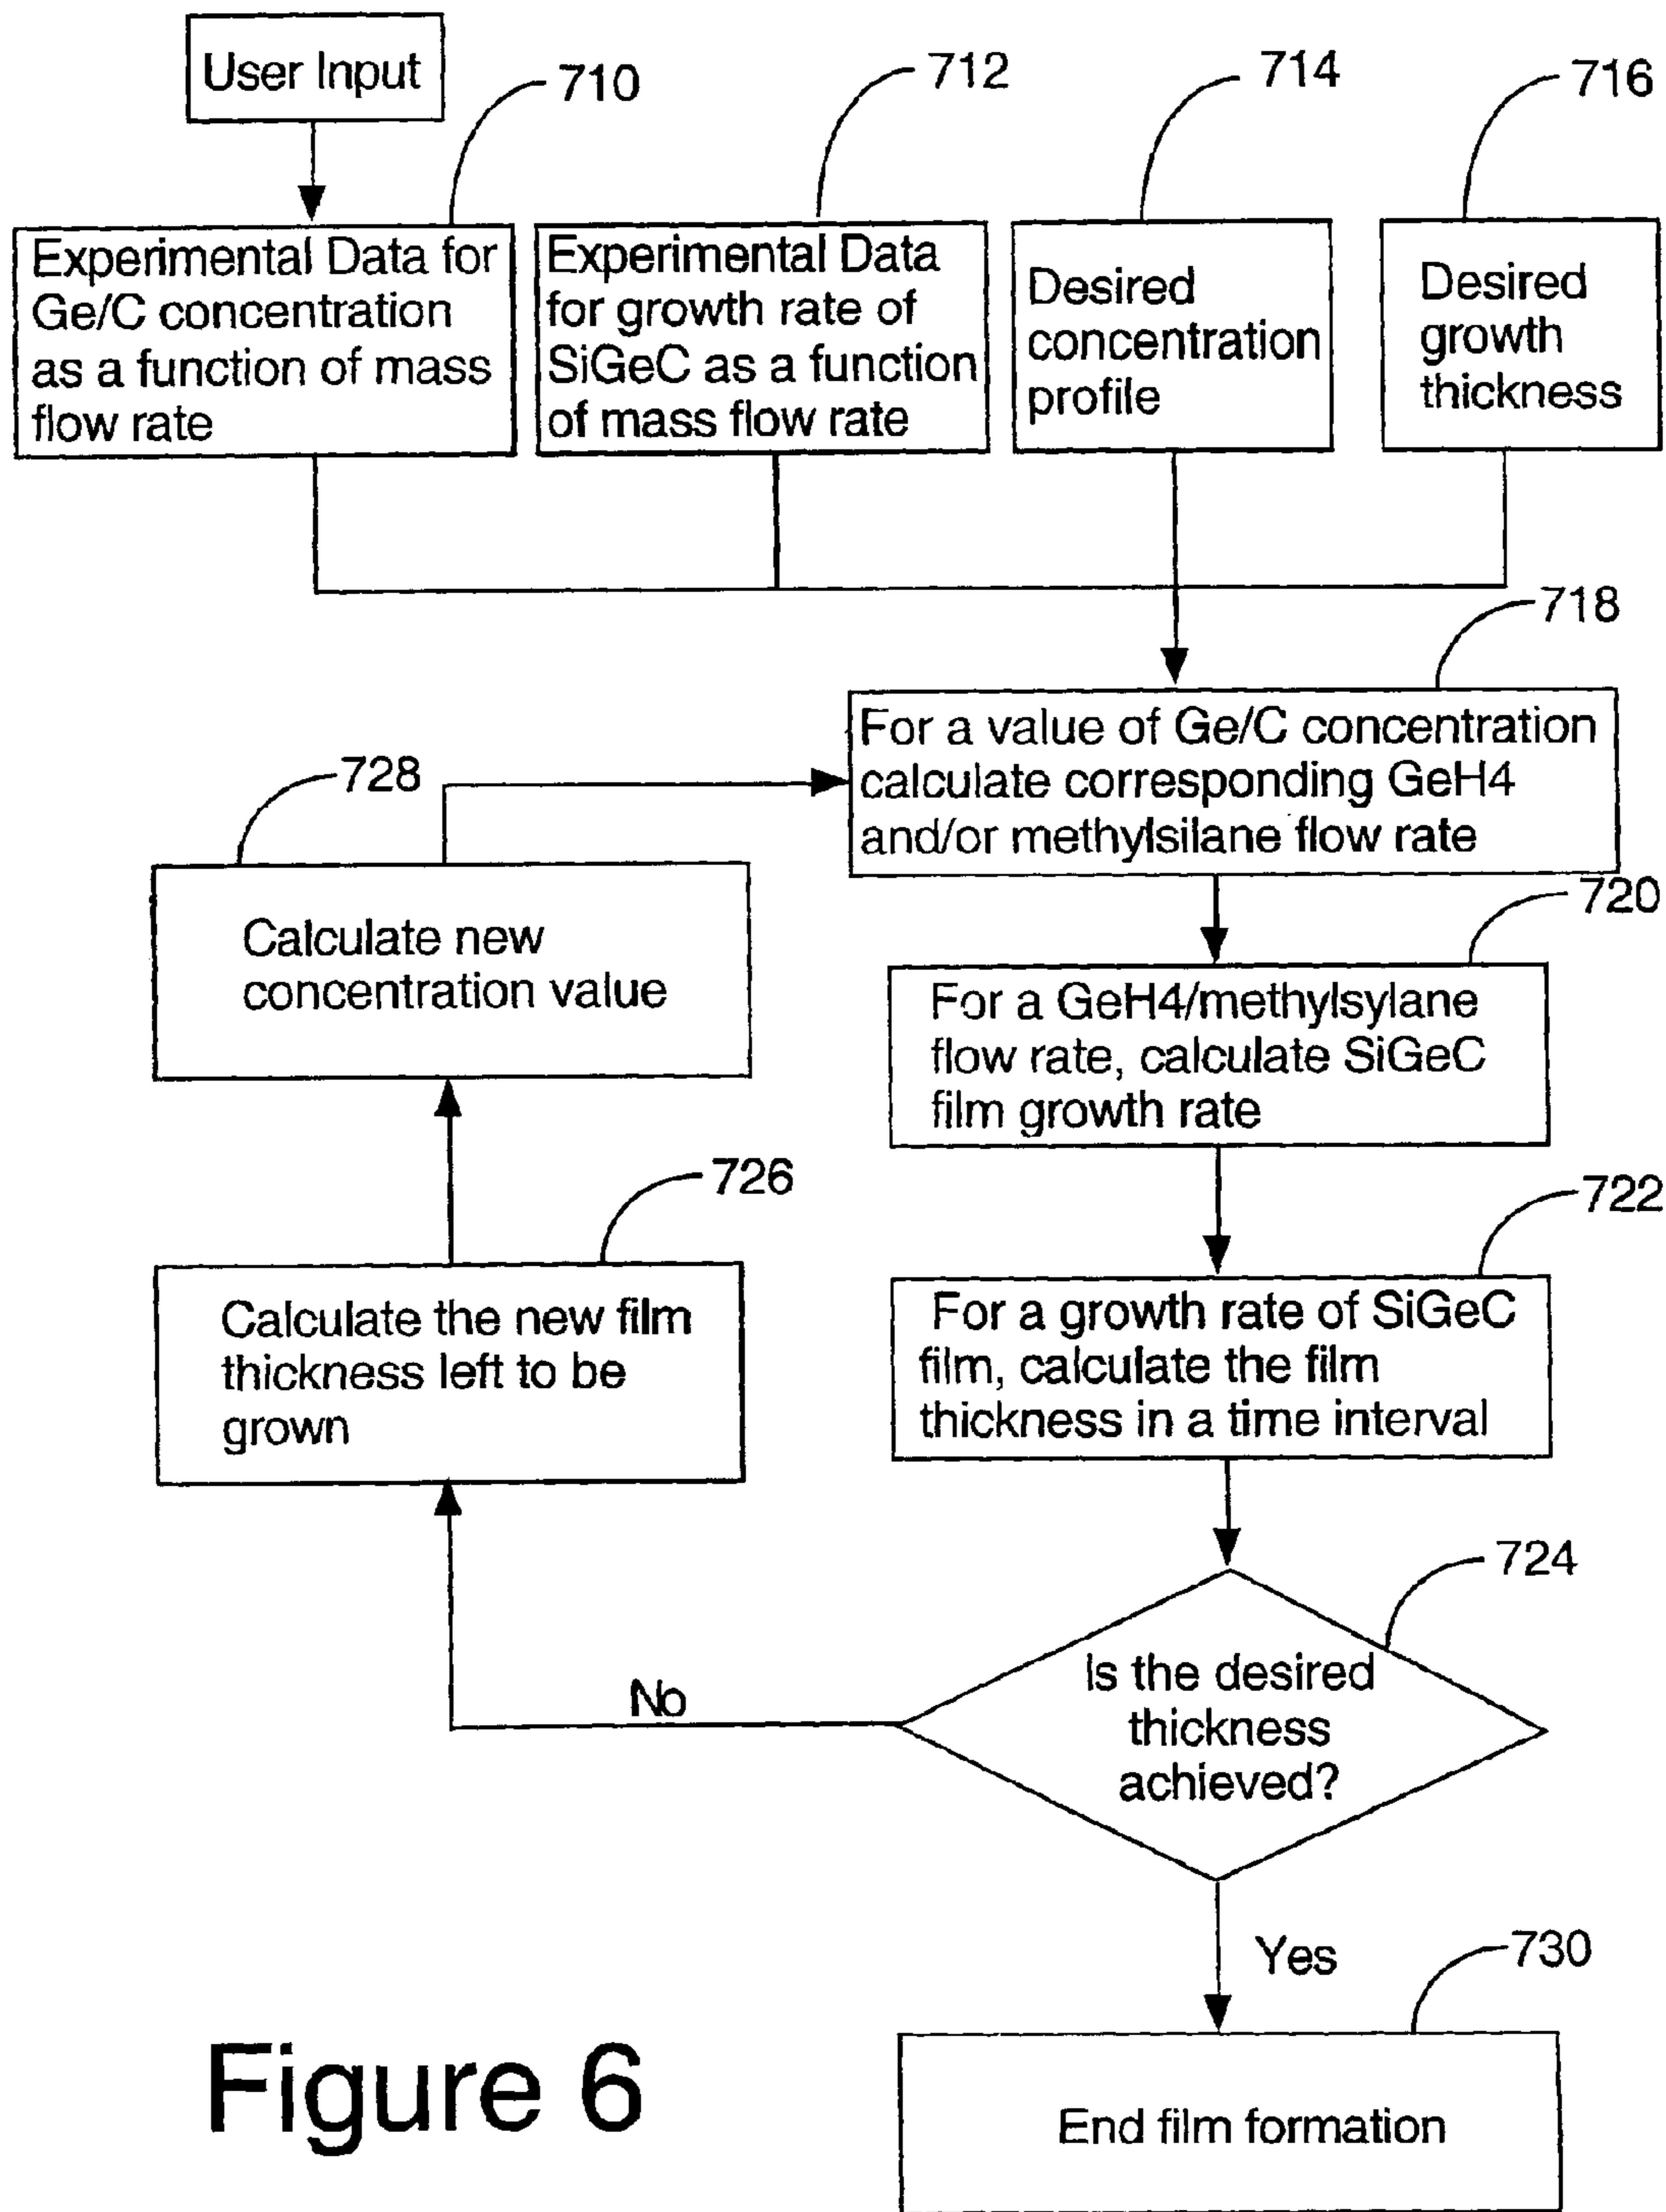 User Input
710
712
714
716
Experimental Data for
Ge/C concentration
as a function of mass
flow rate
Experimental Data
for growth rate of
SiGeC as a function
of mass flow rate
Desired
concentration
profile
Desired
growth
thickness
718
For a value of Ge/C concentration
calculate corresponding GeH4
and/or methylsilane flow rate
728
Calculate new
concentration value
720
For a GeH4/methylsylane
flow rate, calculate SiGeC
film growth rate
726
Calculate the new film
thickness left to be
grown
722
For a growth rate of SiGeC
film, calculate the film
thickness in a time interval
724
Is the desired
thickness
achieved?
No
Yes
730
End film formation
Figure 6